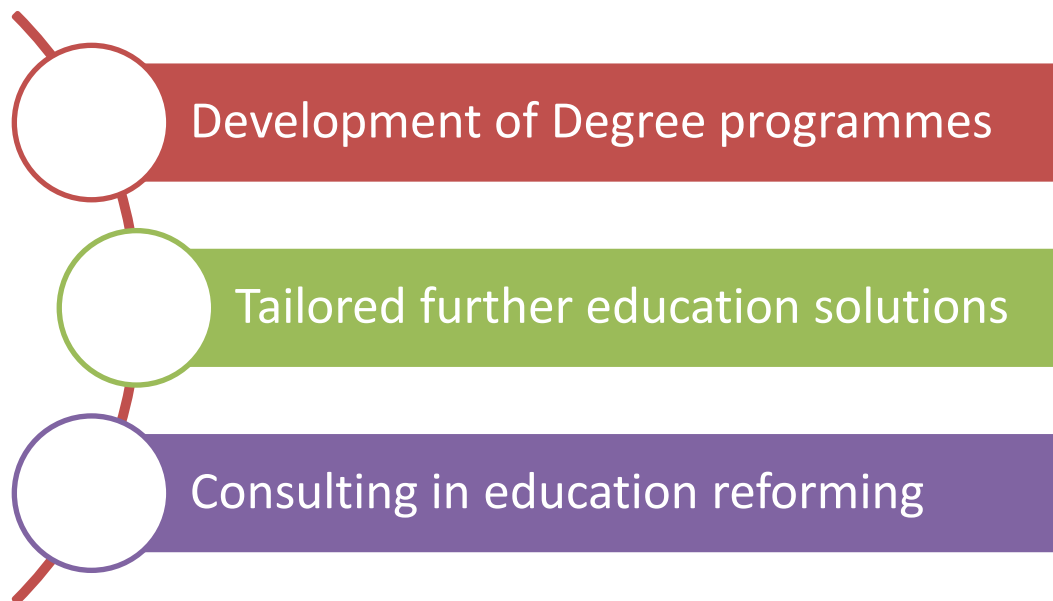 Development of Degree programmes
Tailored further education solutions
Consulting in education reforming